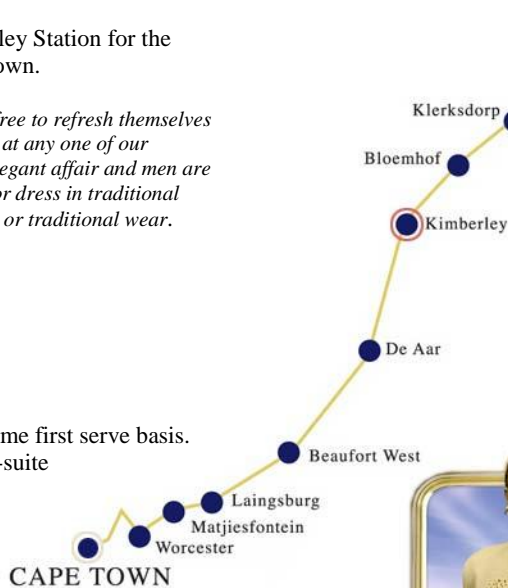 ley Station for the
own.
free to refresh themselves
at any one of our
legant affair and men are
or dress in traditional
or traditional wear.
Klerksdorp
Bloemhof
Kimberley
De Aar
me first serve basis.
-suite
Beaufort West
Laingsburg
Matjiesfontein
Worcester
CAPE TOWN